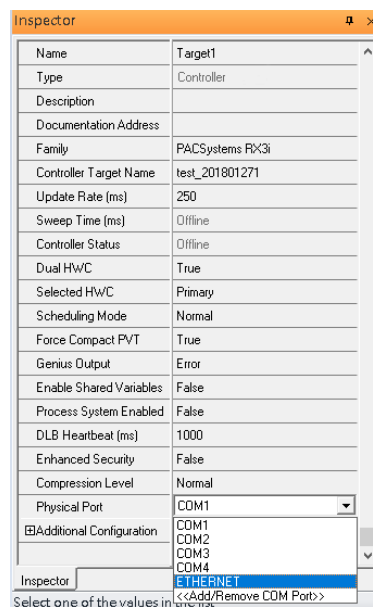 Inspector
Name Target1
Type Controller
Description
Documentation Address
Family PACSystems RX3i
Controller Target Name test_201801271
Update Rate (ms) 250
Sweep Time (ms) Offline
Controller Status Offline
Dual HWC True
Selected HWC Primary
Scheduling Mode Normal
Force Compact PVT True
Genius Output Error
Enable Shared Variables False
Process System Enabled False
DLB Heartbeat (ms) 1000
Enhanced Security False
Compression Level Normal
Physical Port COM1
Additional Configuration
COM1
COM2
COM3
COM4
ETHERNET
<<Add/Remove COM Port>>
Inspector
Select one of the values in the list